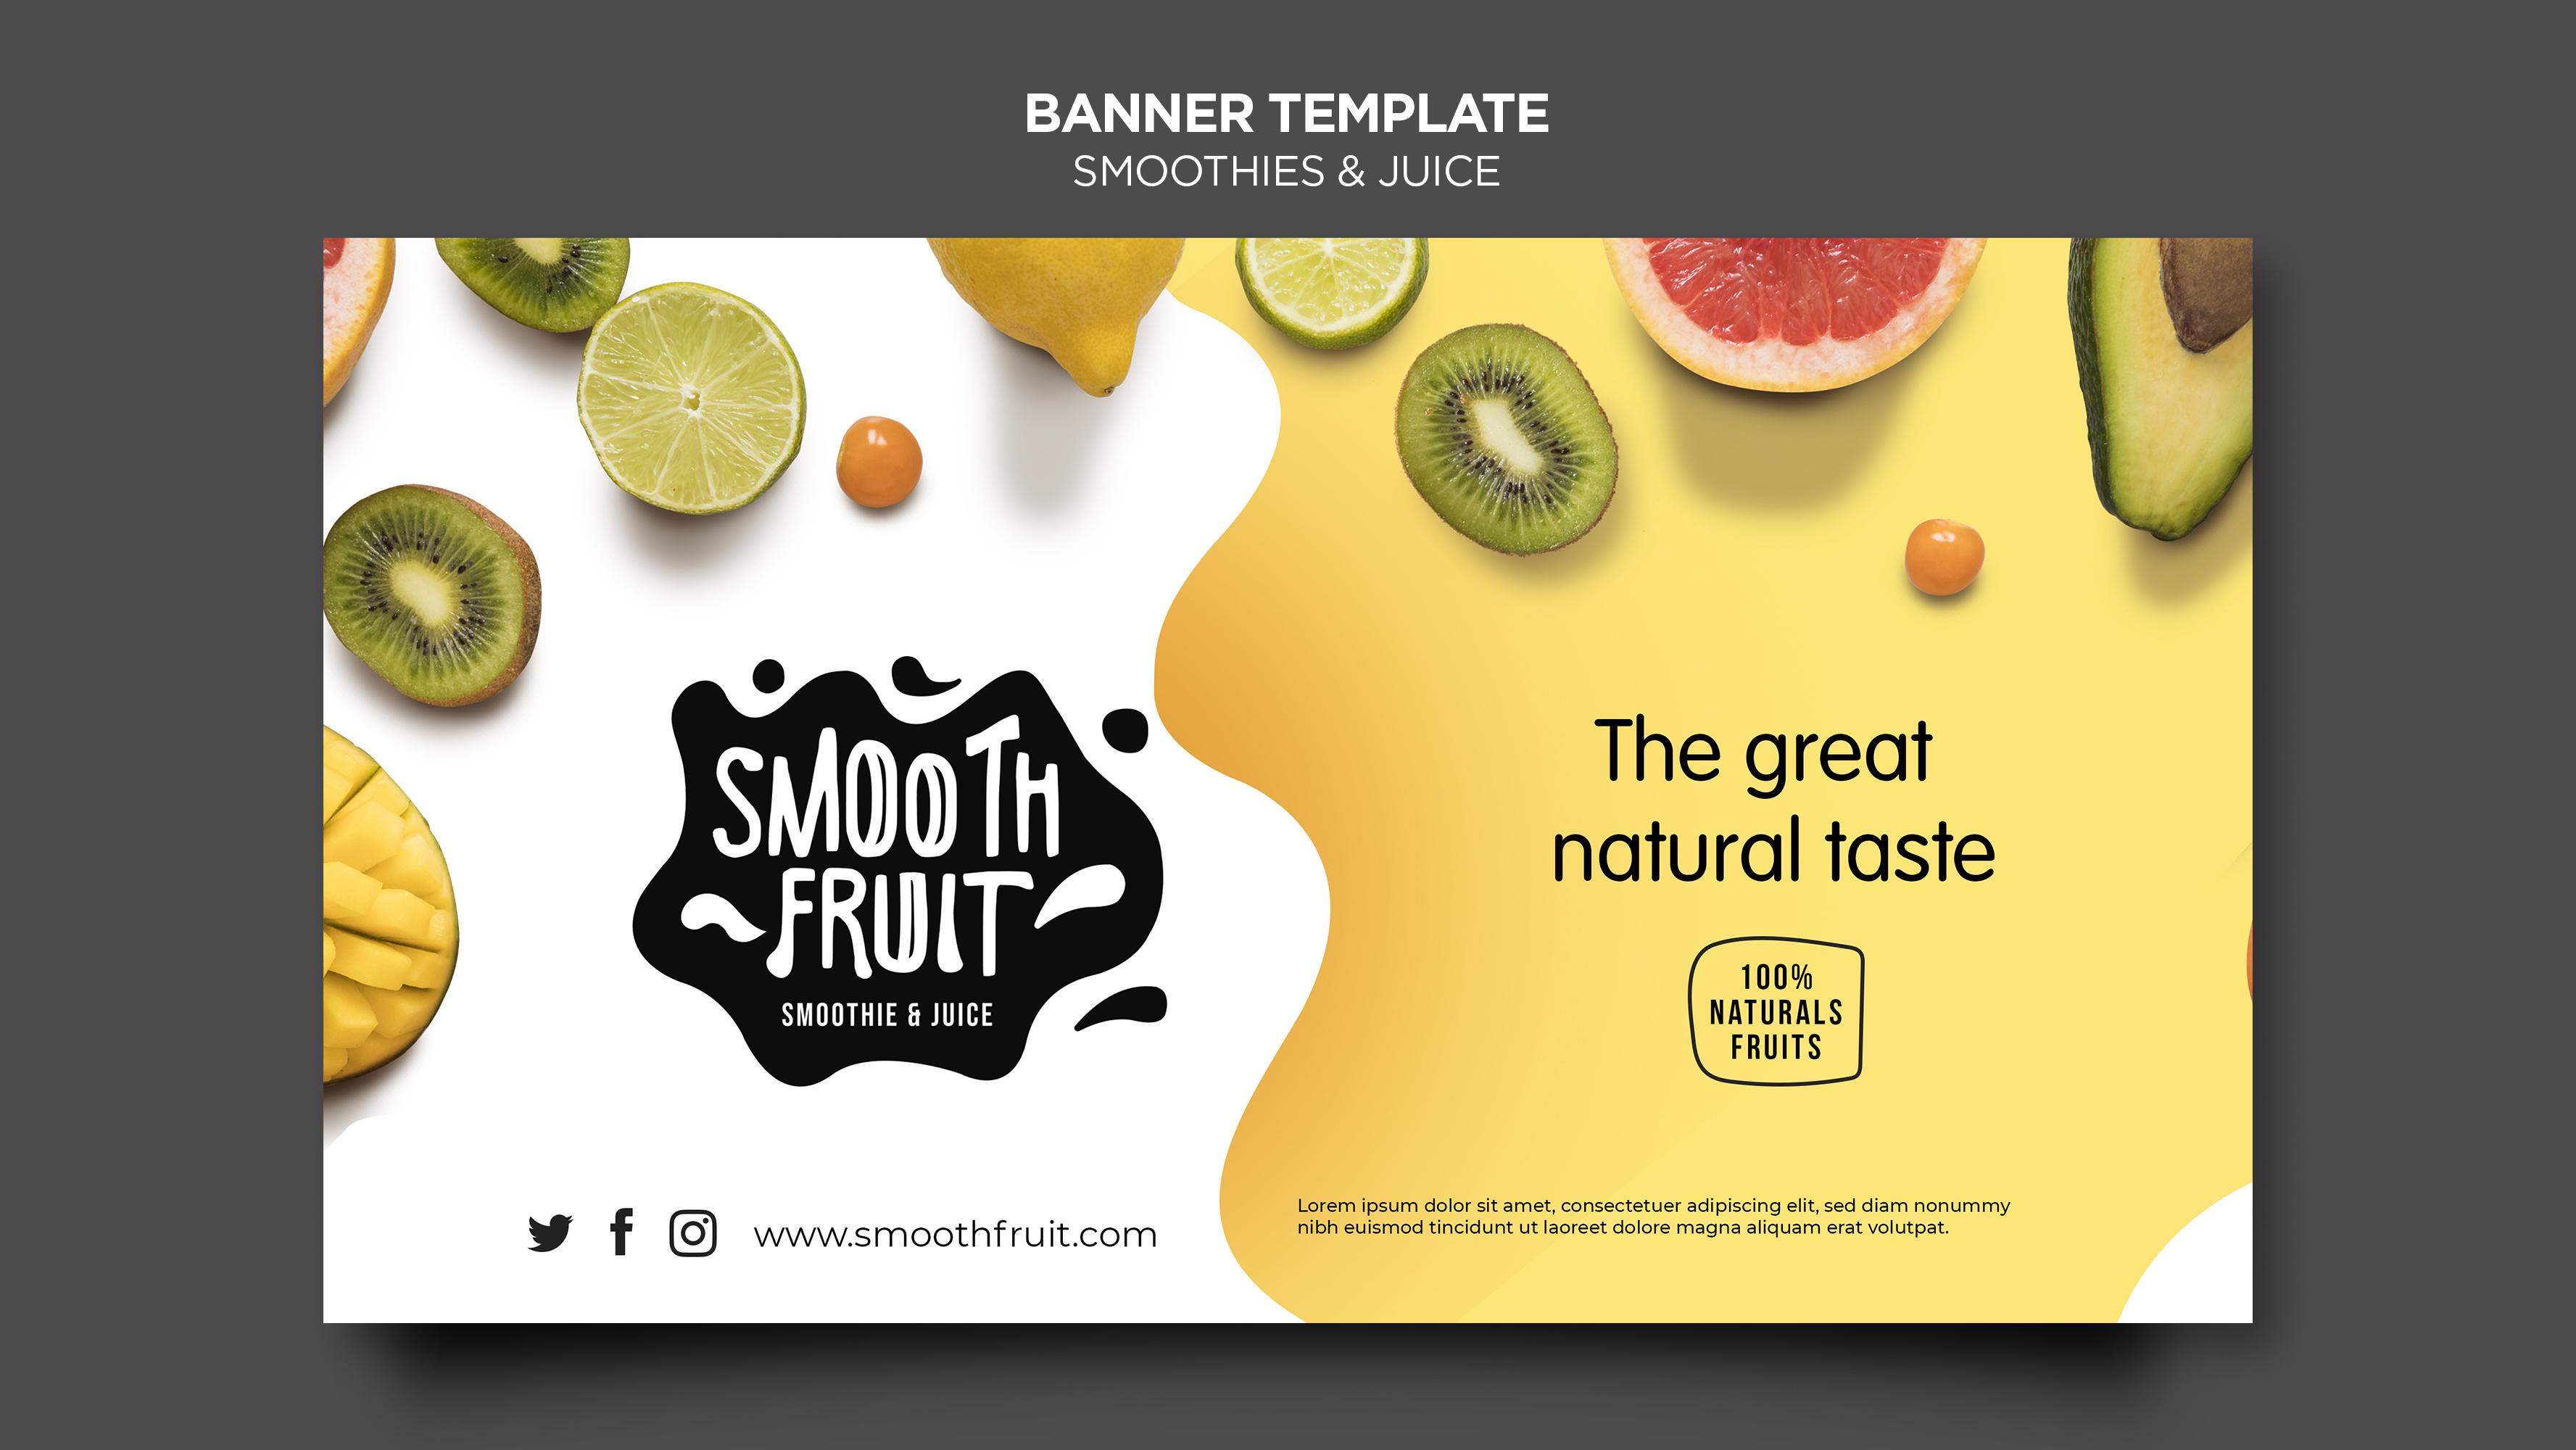 BANNER TEMPLATE
SMOOTHIES & JUICE
SMOOTH
FRUIT
SMOOTHIE & JUICE
The great
natural taste
100%
NATURALS
FRUITS
www.smoothfruit.com
Lorem ipsum dolor sit amet, consectetuer adipiscing elit, sed diam nonummy
nibh euismod tincidunt ut laoreet dolore magna aliquam erat volutpat.